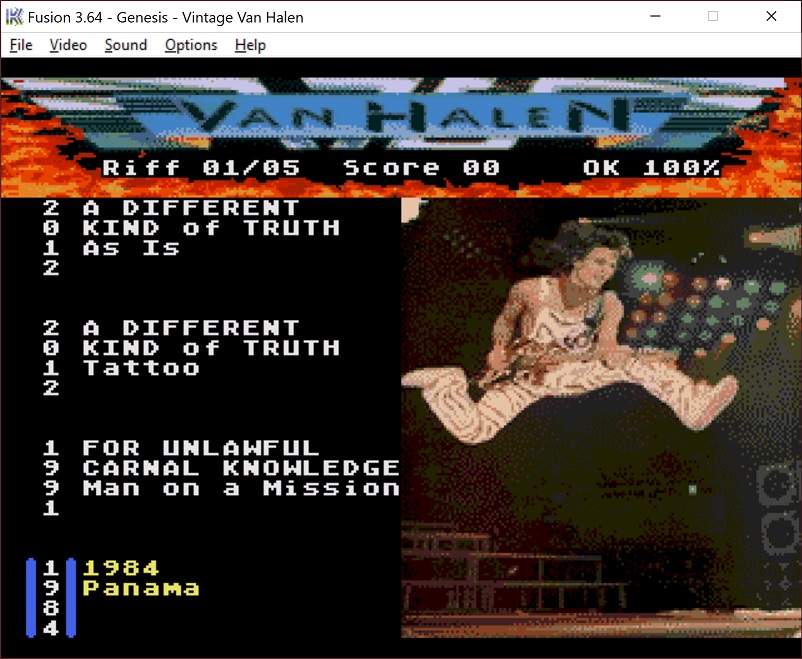 Fusion 3.64 - Genesis - Vintage Van Halen
File Video Sound Options Help
VAN HALEN
Riff 01/05 Score 00 OK 100%
2 A DIFFERENT
0 KIND of TRUTH
1 As Is
2
2 A DIFFERENT
0 KIND of TRUTH
1 Tattoo
2
1 FOR UNLAWFUL
9 CARNAL KNOWLEDGE
9 Man on a Mission
1
1 1984
9 Panama
8
4